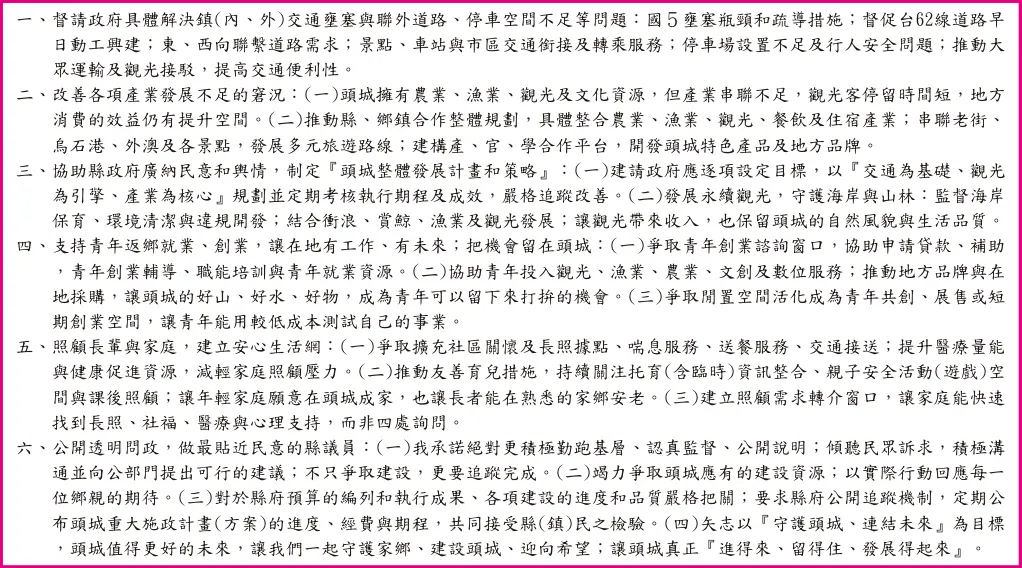 一、督請政府具體解決鎮(內、外)交通壅塞與聯外道路、停車空間不足等問題：國５壅塞瓶頸和疏導措施；督促台62線道路早
日動工興建；東、西向聯繫道路需求；景點、車站與市區交通銜接及轉乘服務；停車場設置不足及行人安全問題；推動大
眾運輸及觀光接駁，提高交通便利性。
二、改善各項產業發展不足的窘況：(一)頭城擁有農業、漁業、觀光及文化資源，但產業串聯不足，觀光客停留時間短，地方
消費的效益仍有提升空間。(二)推動縣、鄉鎮合作整體規劃，具體整合農業、漁業、觀光、餐飲及住宿產業；串聯老街、
烏石港、外澳及各景點，發展多元旅遊路線；建構產、官、學合作平台，開發頭城特色產品及地方品牌。
三、協助縣政府廣納民意和輿情，制定『頭城整體發展計畫和策略』：(一)建請政府應逐項設定目標，以『交通為基礎、觀光
為引擎、產業為核心』規劃並定期考核執行期程及成效，嚴格追蹤改善。(二)發展永續觀光，守護海岸與山林：監督海岸
保育、環境清潔與違規開發；結合衝浪、賞鯨、漁業及觀光發展；讓觀光帶來收入，也保留頭城的自然風貌與生活品質。
四、支持青年返鄉就業、創業，讓在地有工作、有未來；把機會留在頭城：(一)爭取青年創業諮詢窗口，協助申請貸款、補助
，青年創業輔導、職能培訓與青年就業資源。(二)協助青年投入觀光、漁業、農業、文創及數位服務；推動地方品牌與在
地採購，讓頭城的好山、好水、好物，成為青年可以留下來打拚的機會。(三)爭取閒置空間活化成為青年共創、展售或短
期創業空間，讓青年能用較低成本測試自己的事業。
五、照顧長輩與家庭，建立安心生活網：(一)爭取擴充社區關懷及長照據點、喘息服務、送餐服務、交通接送；提升醫療量能
與健康促進資源，減輕家庭照顧壓力。(二)推動友善育兒措施，持續關注托育(含臨時)資訊整合、親子安全活動(遊戲)空
間與課後照顧；讓年輕家庭願意在頭城成家，也讓長者能在熟悉的家鄉安老。(三)建立照顧需求轉介窗口，讓家庭能快速
找到長照、社福、醫療與心理支持，而非四處詢問。
六、公開透明問政，做最貼近民意的縣議員：(一)我承諾絕對更積極勤跑基層、認真監督、公開說明；傾聽民眾訴求，積極溝
通並向公部門提出可行的建議；不只爭取建設，更要追蹤完成。(二)竭力爭取頭城應有的建設資源；以實際行動回應每一
位鄉親的期待。(三)對於縣府預算的編列和執行成果、各項建設的進度和品質嚴格把關；要求縣府公開追蹤機制，定期公
布頭城重大施政計畫(方案)的進度、經費與期程，共同接受縣(鎮)民之檢驗。(四)矢志以『守護頭城、連結未來』為目標
，頭城值得更好的未來，讓我們一起守護家鄉、建設頭城、迎向希望；讓頭城真正『進得來、留得住、發展得起來』。